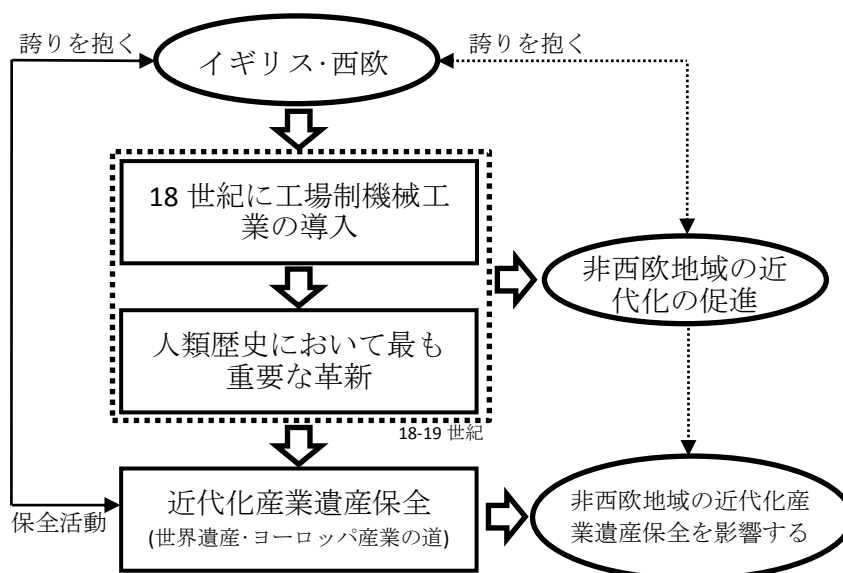 誇りを抱く
イギリス・西欧
誇りを抱く
18 世紀に工場制機械工
業の導入
非西欧地域の近
代化の促進
人類歴史において最も
重要な革新
18-19 世紀
近代化産業遺産保全
(世界遺産・ヨーロッパ産業の道)
保全活動
非西欧地域の近代化産
業遺産保全を影響する